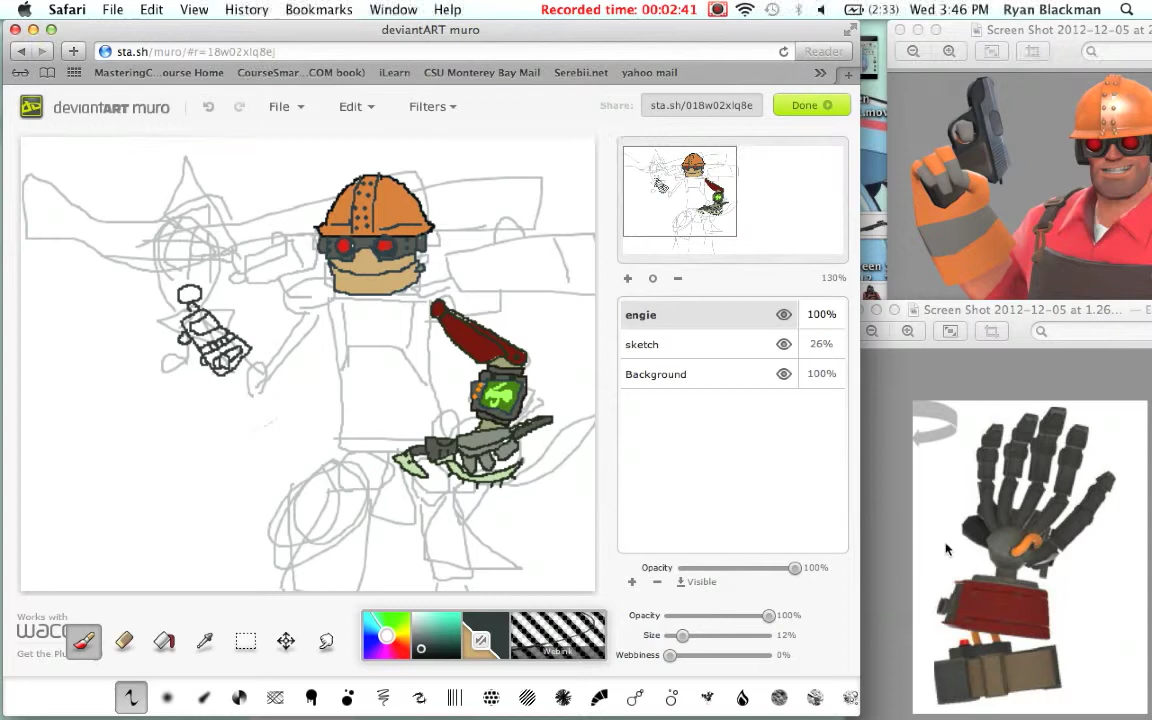 Safari File Edit View History Bookmarks Window Help Recorded time: 00:02:41 (2:33) Wed 3:46 PM Ryan Blackman
deviantART muro
sta.sh/muro/#r=18w02xlq8ej Reader
MasteringC...ourse Home CourseSmar...COM book) iLearn CSU Monterey Bay Mail Serebii.net yahoo mail
deviantART muro File Edit Filters Share: sta.sh/018w02xlq8e Done
130%
engie 100%
sketch 26%
Background 100%
Opacity 100%
Visible
Opacity 100%
Size 12%
Webbiness 0%
Works with
Get the
Webink
Screen Shot 2012-12-05 at 2
Screen Shot 2012-12-05 at 1.26...